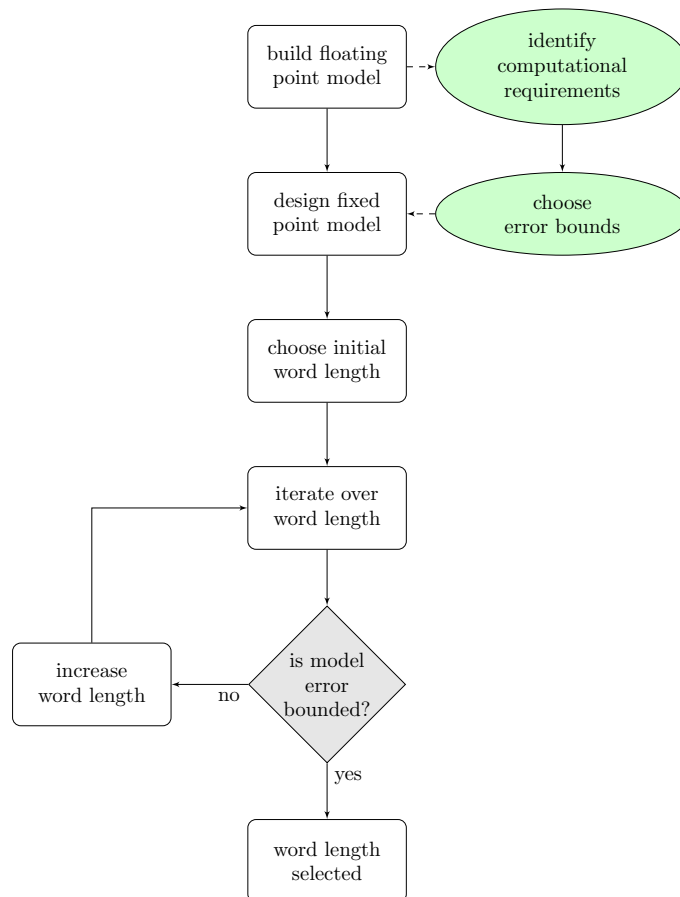 build floating
point model
identify
computational
requirements
design fixed
point model
choose
error bounds
choose initial
word length
iterate over
word length
is model
error
bounded?
increase
word length
no
yes
word length
selected